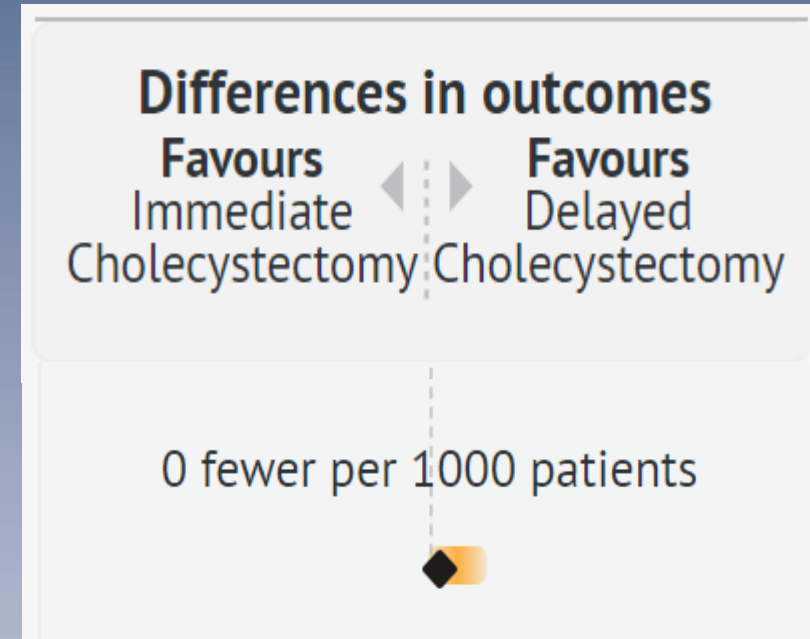 Differences in outcomes
Favours Favours
Immediate Delayed
Cholecystectomy Cholecystectomy
0 fewer per 1000 patients